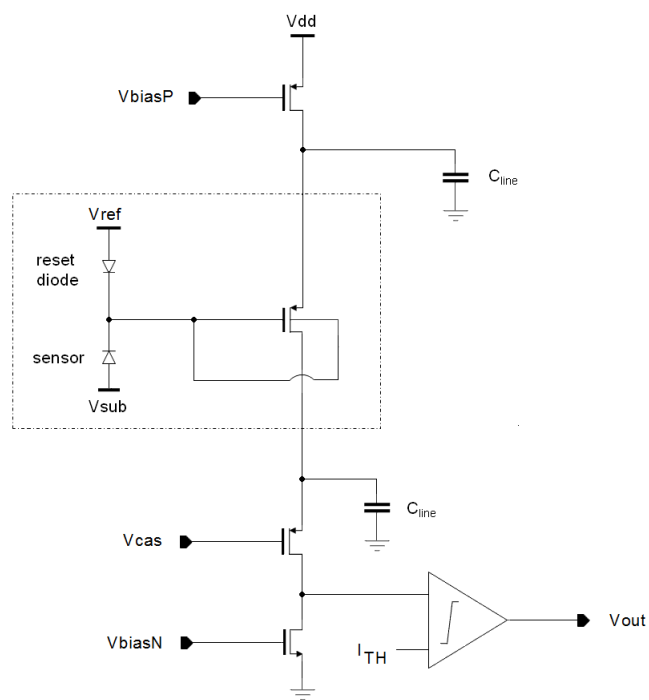 Vdd
VbiasP
Cline
Vref
reset
diode
sensor
Vsub
Cline
Vcas
VbiasN
ITH
Vout